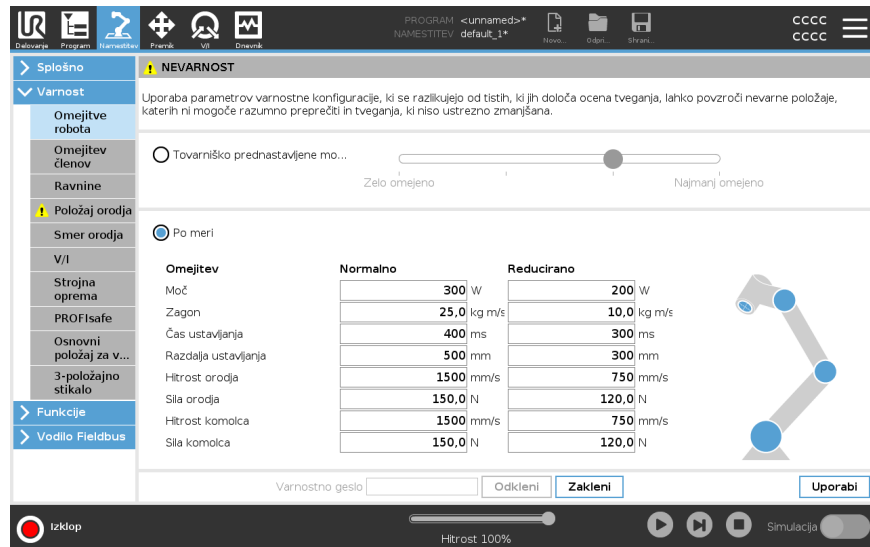 PROGRAM <unnamed>*
NAMESTITEV default_1*
CCCC
CCCC
Delovanje Program Namestitev Premik V/I Dnevnik Novo... Odpri... Shrani...
Splošno
Varnost
Omejitve
robota
Omejitev
členov
Ravnine
Položaj orodja
Smer orodja
V/I
Strojna
oprema
PROFIsafe
Osnovni
položaj za v...
3-položajno
stikalo
Funkcije
Vodilo Fieldbus
NEVARNOST
Uporaba parametrov varnostne konfiguracije, ki se razlikujejo od tistih, ki jih določa ocena tveganja, lahko povzroči nevarne položaje,
katerih ni mogoče razumno preprečiti in tveganja, ki niso ustrezno zmanjšana.
Tovarniško prednastavljene mo...
Zelo omejeno Najmanj omejeno
Po meri
Omejitev Normalno Reducirano
Moč 300 W 200 W
Zagon 25,0 kg m/s 10,0 kg m/s
Čas ustavljanja 400 ms 300 ms
Razdalja ustavljanja 500 mm 300 mm
Hitrost orodja 1500 mm/s 750 mm/s
Sila orodja 150,0 N 120,0 N
Hitrost komolca 1500 mm/s 750 mm/s
Sila komolca 150,0 N 120,0 N
Varnostno geslo Odkleni Zakleni Uporabi
Izklop
Hitrost 100%
Simulacija